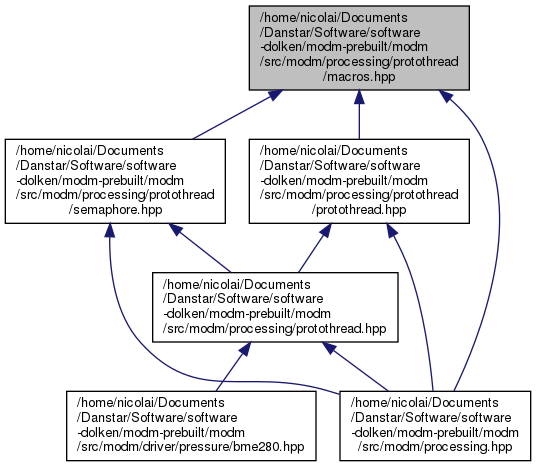 /home/nicolai/Documents
/Danstar/Software/software
-dolken/modm-prebuilt/modm
/src/modm/processing/protothread
/macros.hpp
/home/nicolai/Documents
/Danstar/Software/software
-dolken/modm-prebuilt/modm
/src/modm/processing/protothread
/semaphore.hpp
/home/nicolai/Documents
/Danstar/Software/software
-dolken/modm-prebuilt/modm
/src/modm/processing/protothread
/protothread.hpp
/home/nicolai/Documents
/Danstar/Software/software
-dolken/modm-prebuilt/modm
/src/modm/processing/protothread.hpp
/home/nicolai/Documents
/Danstar/Software/software
-dolken/modm-prebuilt/modm
/src/modm/driver/pressure/bme280.hpp
/home/nicolai/Documents
/Danstar/Software/software
-dolken/modm-prebuilt/modm
/src/modm/processing.hpp